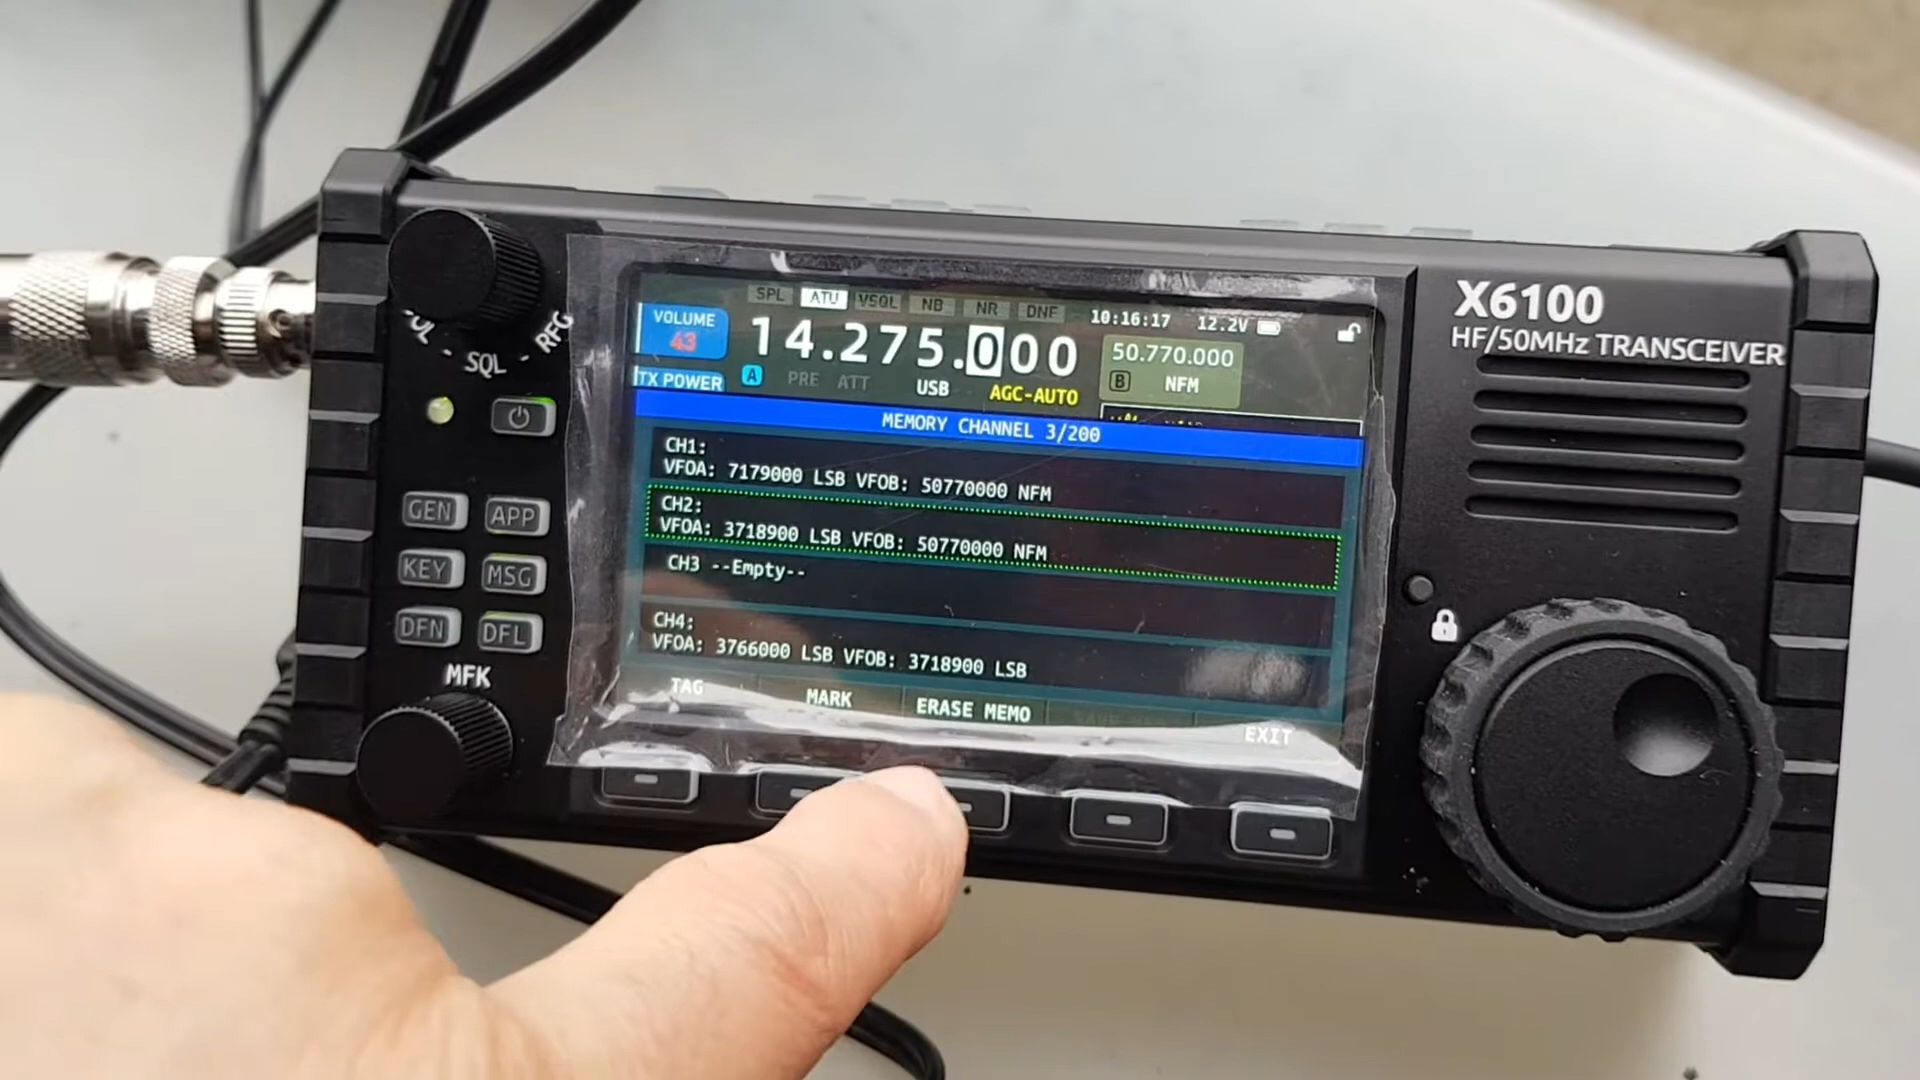 SPL ATU VSQL NB NR DNF
10:16:17 12.2V
VOLUME
43
14.275.000
50.770.000
TX POWER
A PRE ATT USB AGC-AUTO
B NFM
MEMORY CHANNEL 3/200
CH1:
VFOA: 7179000 LSB VFOB: 50770000 NFM
CH2:
VFOA: 3718900 LSB VFOB: 50770000 NFM
CH3 --Empty--
CH4:
VFOA: 3766000 LSB VFOB: 3718900 LSB
TAG MARK ERASE MEMO EXIT
X6100
HF/50MHz TRANSCEIVER
SQL RFG
GEN APP
KEY MSG
DFN DFL
MFK